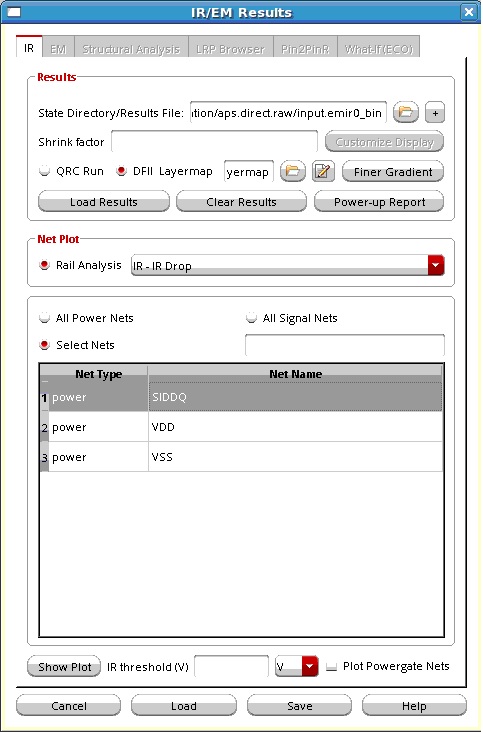 IR/EM Results
IR EM Structural Analysis LRP Browser Pin2PinR What-If (ECO)
Results
State Directory/Results File: tion/aps.direct.raw/input.emir0_bin +
Shrink factor Customize Display
QRC Run DFII Layermap yermap Finer Gradient
Load Results Clear Results Power-up Report
Net Plot
Rail Analysis IR - IR Drop
All Power Nets All Signal Nets
Select Nets
Net Type Net Name
1 power SIDDQ
2 power VDD
3 power VSS
Show Plot IR threshold (V) V Plot Powergate Nets
Cancel Load Save Help